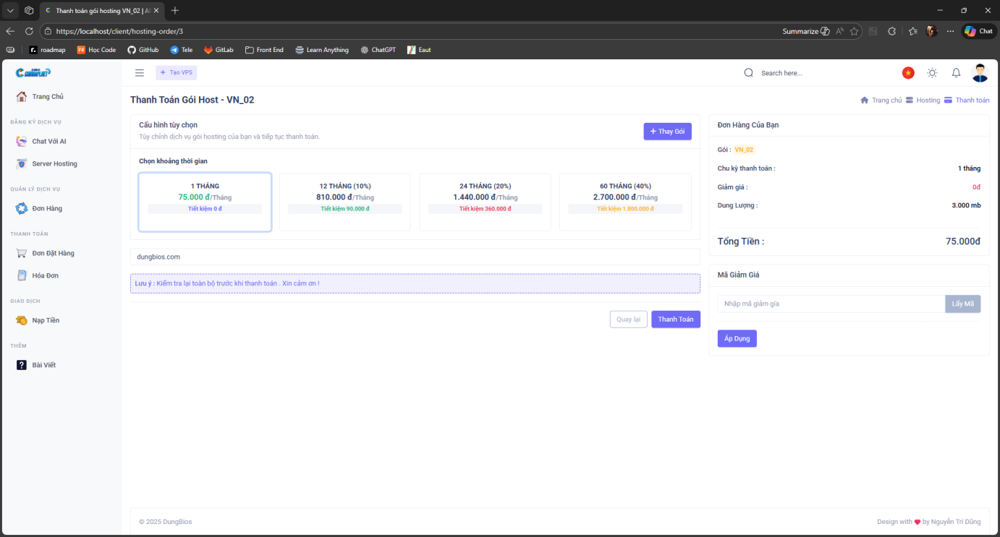 Thanh toán gói hosting VN_02 | AI
https://localhost/client/hosting-order/3
Summarize
Chat
roadmap
Học Code
GitHub
Tele
GitLab
Front End
Learn Anything
ChatGPT
Eaut
Trang Chủ
ĐĂNG KÝ DỊCH VỤ
Chat Với AI
Server Hosting
QUẢN LÝ DỊCH VỤ
Đơn Hàng
THANH TOÁN
Đơn Đặt Hàng
Hóa Đơn
GIAO DỊCH
Nạp Tiền
THÊM
Bài Viết
+ Tạo VPS
Search here...
Thanh Toán Gói Host - VN_02
Trang chủ
Hosting
Thanh toán
Cấu hình tùy chọn
Tùy chỉnh dịch vụ gói hosting của bạn và tiếp tục thanh toán.
+ Thay Gói
Chọn khoảng thời gian
1 THÁNG
75.000 đ/Tháng
Tiết kiệm 0 đ
12 THÁNG (10%)
810.000 đ/Tháng
Tiết kiệm 90.000 đ
24 THÁNG (20%)
1.440.000 đ/Tháng
Tiết kiệm 360.000 đ
60 THÁNG (40%)
2.700.000 đ/Tháng
Tiết kiệm 1.800.000 đ
dungbios.com
Lưu ý : Kiểm tra lại toàn bộ trước khi thanh toán . Xin cảm ơn !
Quay lại
Thanh Toán
Đơn Hàng Của Bạn
Gói : VN_02
Chu kỳ thanh toán : 1 tháng
Giảm giá : 0đ
Dung Lượng : 3.000 mb
Tổng Tiền : 75.000đ
Mã Giảm Giá
Nhập mã giảm gía
Lấy Mã
Áp Dụng
© 2025 DungBios
Design with ❤ by Nguyễn Trí Dũng